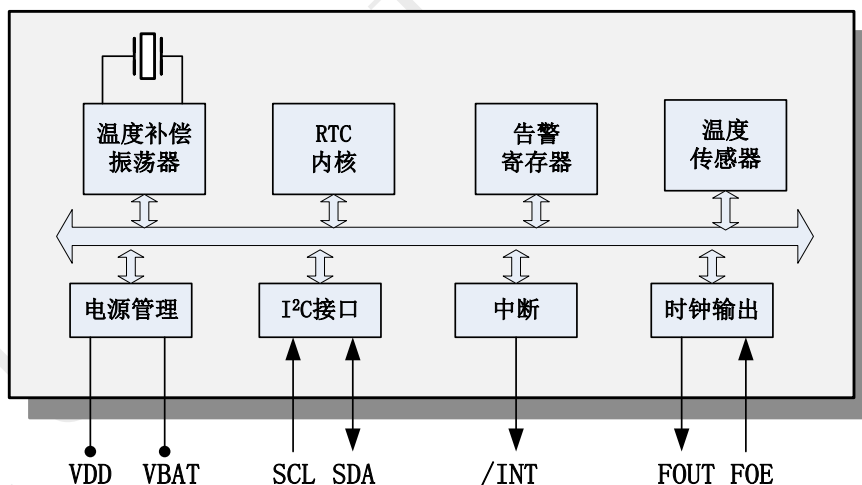 温度补偿
振荡器
RTC
内核
告警
寄存器
温度
传感器
电源管理
I²C接口
中断
时钟输出
VDD VBAT SCL SDA /INT FOUT FOE